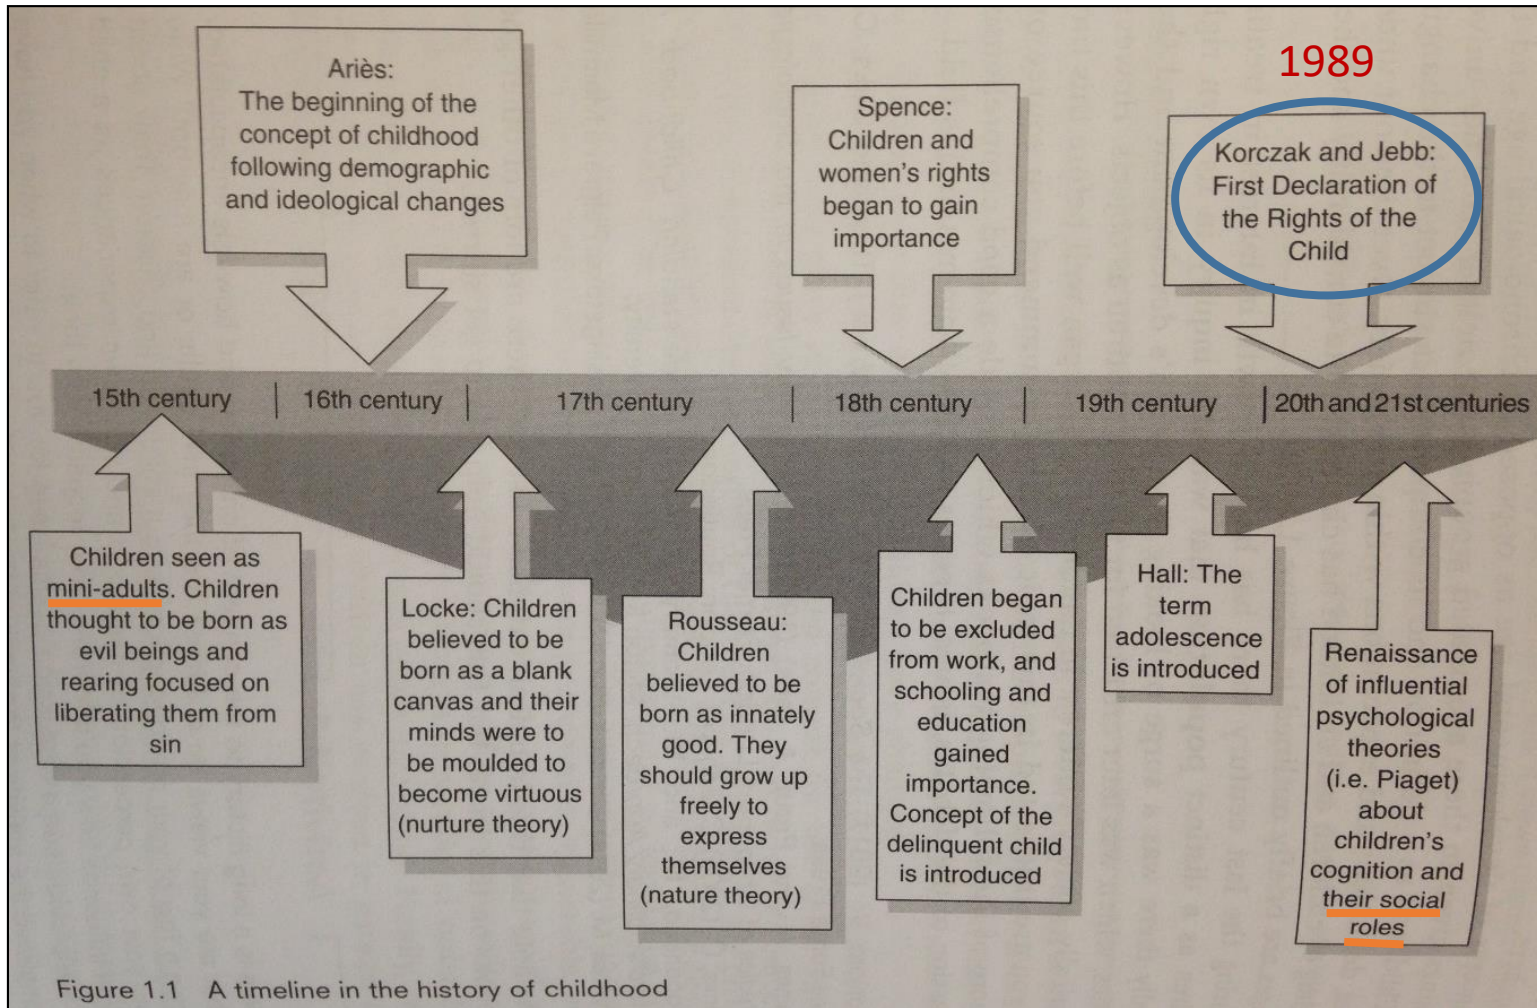 Ariès:
The beginning of the
concept of childhood
following demographic
and ideological changes
Spence:
Children and
women's rights
began to gain
importance
1989
Korczak and Jebb:
First Declaration of
the Rights of the
Child
15th century
16th century
17th century
18th century
19th century
20th and 21st centuries
Children seen as
mini-adults. Children
thought to be born as
evil beings and
rearing focused on
liberating them from
sin
Locke: Children
believed to be
born as a blank
canvas and their
minds were to
be moulded to
become virtuous
(nurture theory)
Rousseau:
Children
believed to be
born as innately
good. They
should grow up
freely to
express
themselves
(nature theory)
Children began
to be excluded
from work, and
schooling and
education
gained
importance.
Concept of the
delinquent child
is introduced
Hall: The
term
adolescence
is introduced
Renaissance
of influential
psychological
theories
(i.e. Piaget)
about
children's
cognition and
their social
roles
Figure 1.1 A timeline in the history of childhood